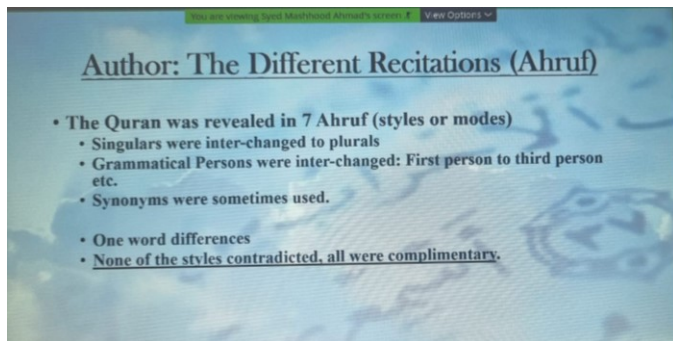 You are viewing Syed Mashhood Ahmad's screen
View Options
Author: The Different Recitations (Ahruf)
• The Quran was revealed in 7 Ahruf (styles or modes)
• Singulars were inter-changed to plurals
• Grammatical Persons were inter-changed: First person to third person
etc.
• Synonyms were sometimes used.
• One word differences
• None of the styles contradicted, all were complimentary.